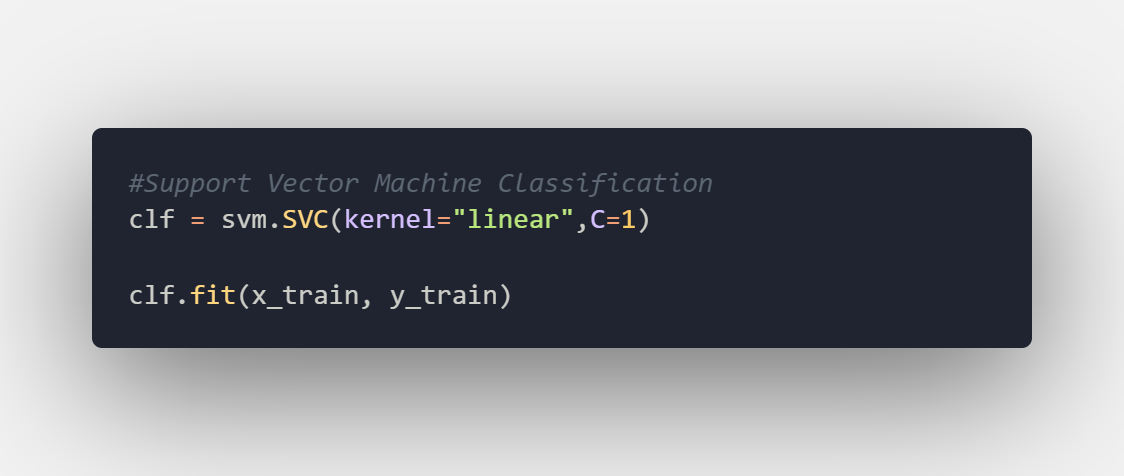 #Support Vector Machine Classification
clf = svm.SVC(kernel="linear",C=1)
clf.fit(x_train, y_train)